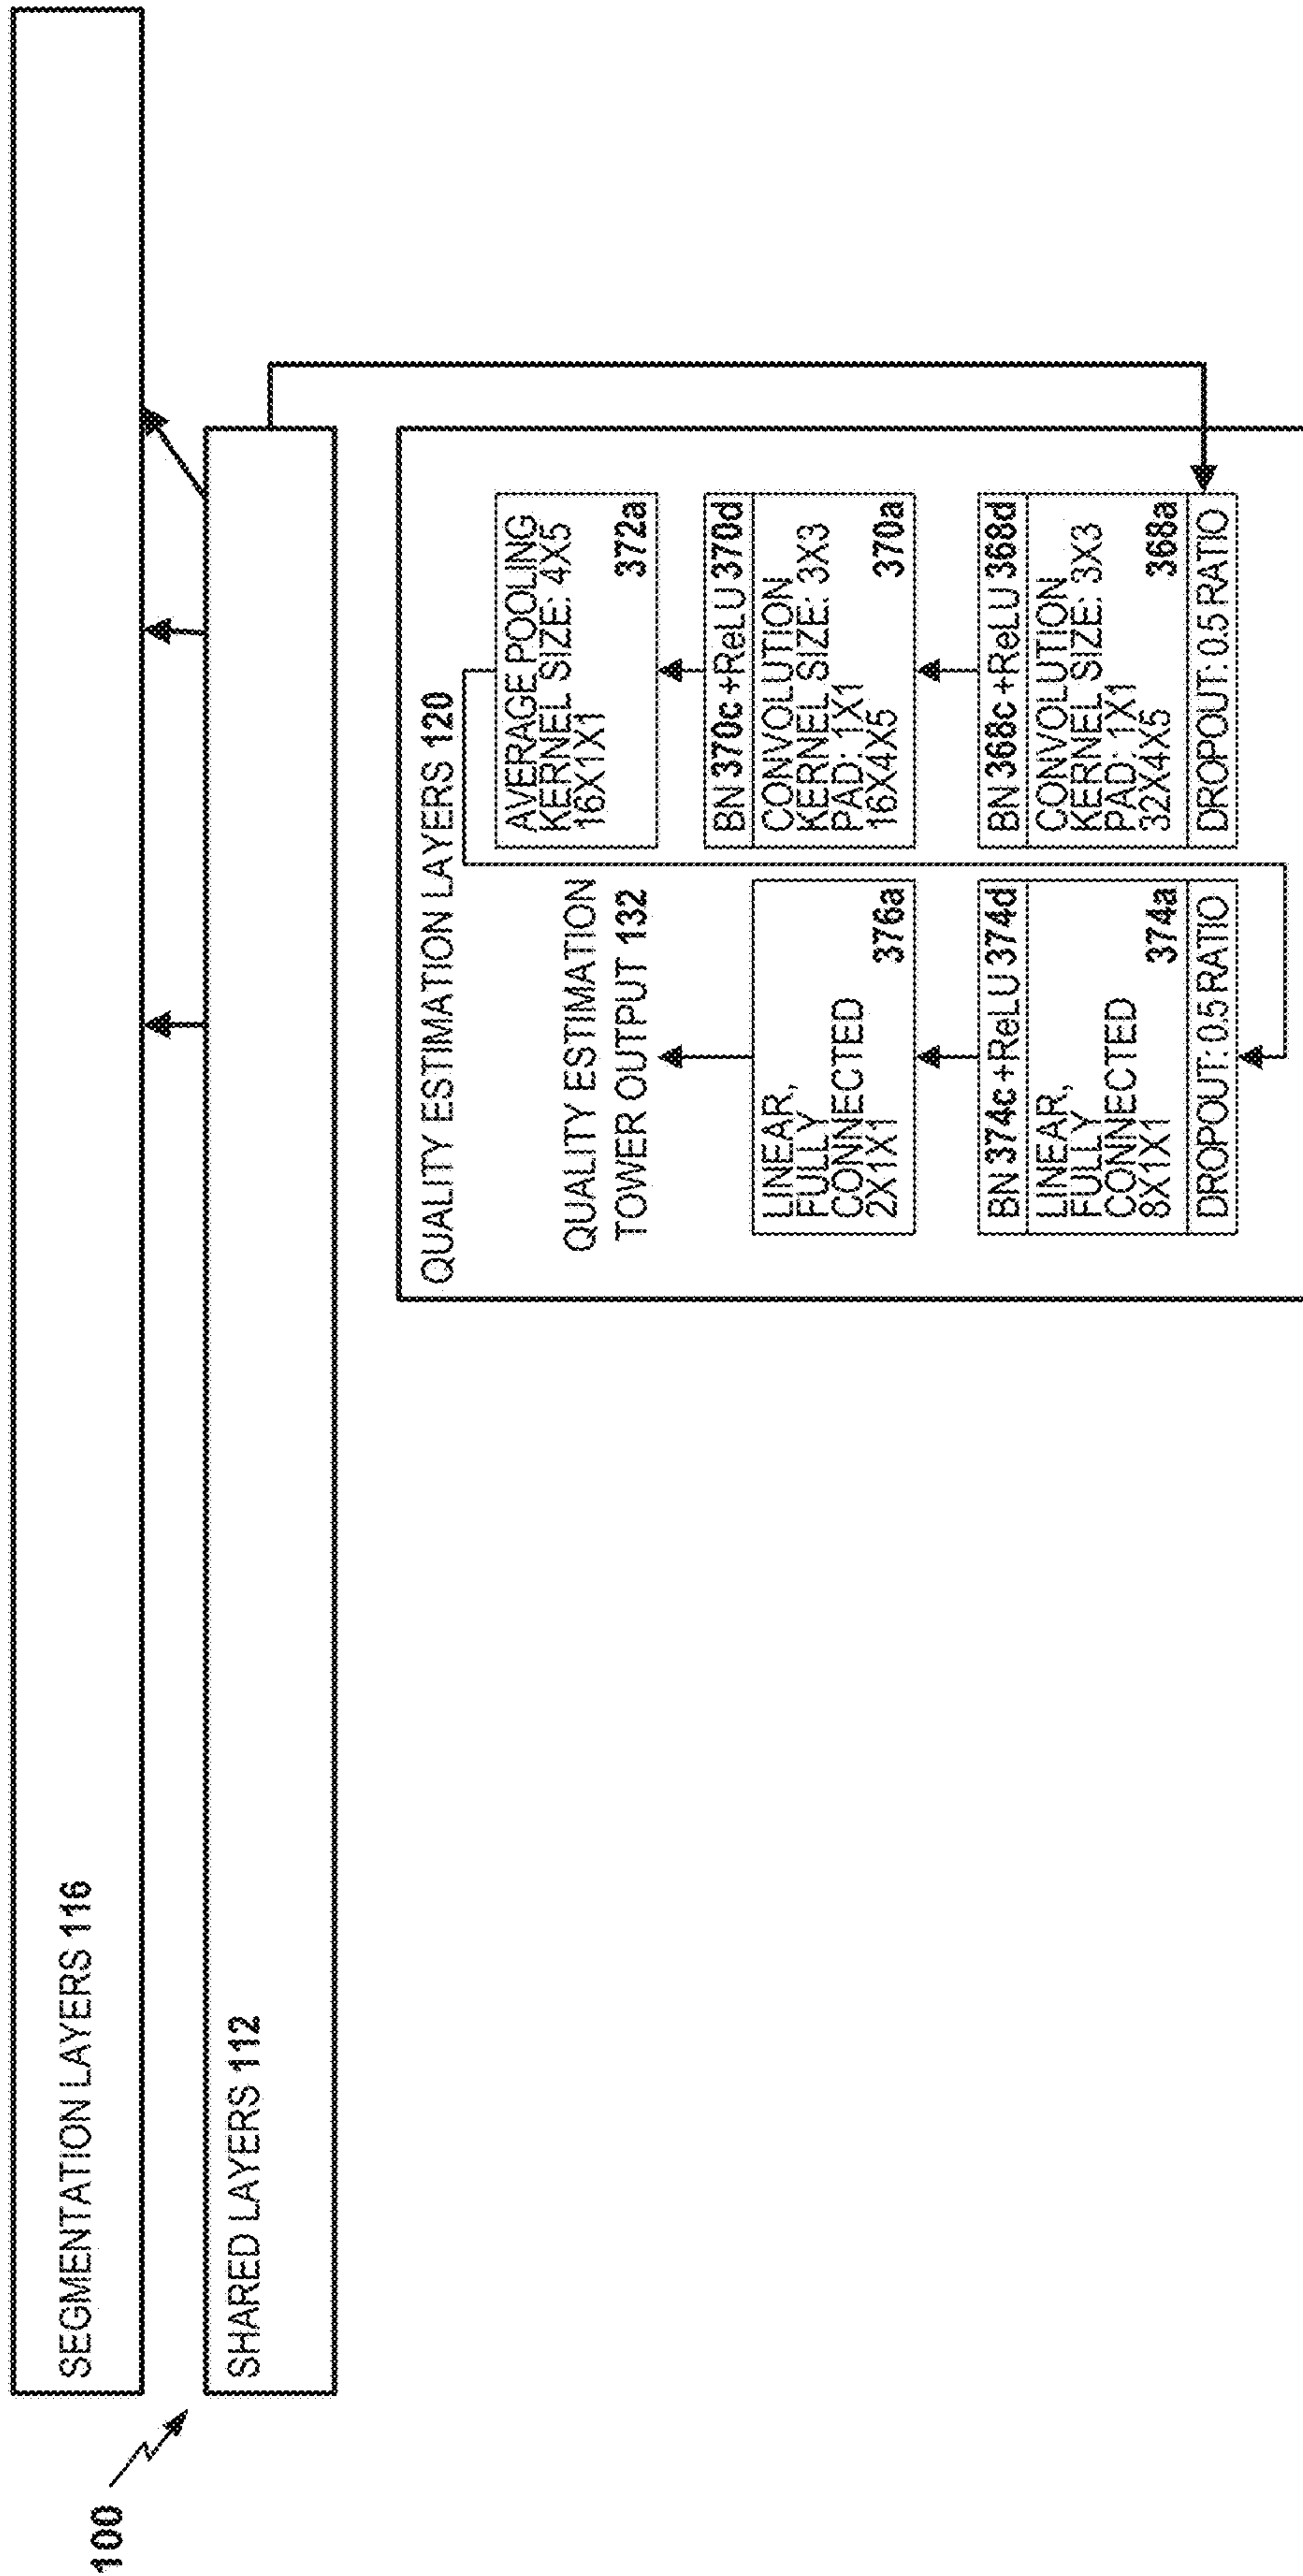 100
SEGMENTATION LAYERS 116
SHARED LAYERS 112
QUALITY ESTIMATION LAYERS 120
QUALITY ESTIMATION
TOWER OUTPUT 132
LINEAR,
FULLY
CONNECTED
2X1X1
376a
BN 374c +ReLU 374d
LINEAR,
FULLY
CONNECTED
8X1X1
374a
DROPOUT: 0.5 RATIO
AVERAGE POOLING
KERNEL SIZE: 4X5
16X1X1
372a
BN 370c +ReLU 370d
CONVOLUTION
KERNEL SIZE: 3X3
PAD: 1X1
16X4X5
370a
BN 368c +ReLU 368d
CONVOLUTION
KERNEL SIZE: 3X3
PAD: 1X1
32X4X5
368a
DROPOUT: 0.5 RATIO